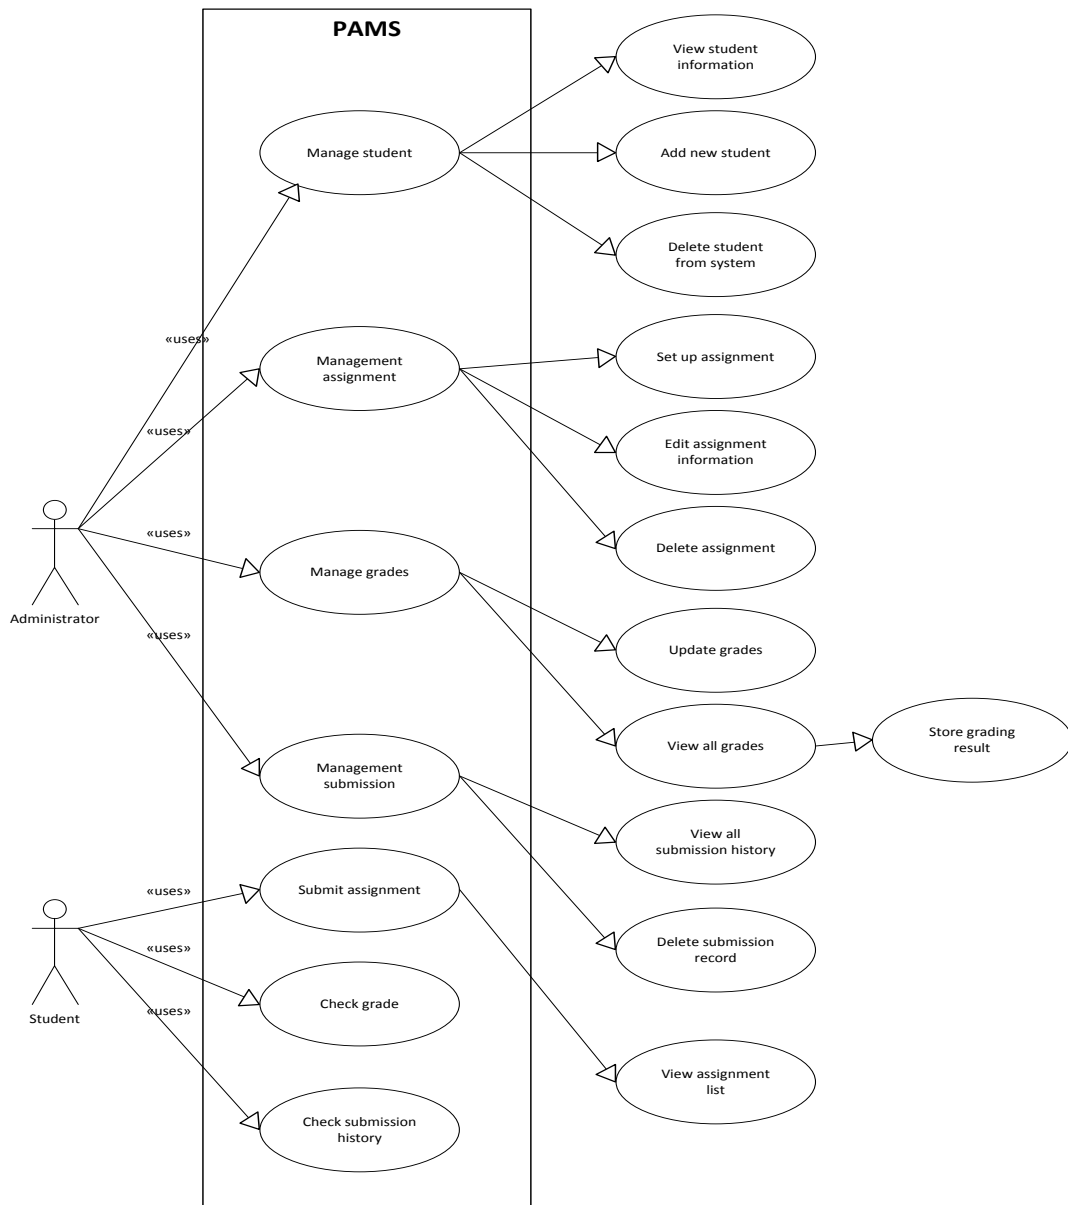 PAMS
View student
information
Manage student
Add new student
Delete student
from system
«uses»
Management
assignment
Set up assignment
«uses»
Edit assignment
information
«uses»
Manage grades
Delete assignment
Administrator
«uses»
Update grades
Management
submission
View all grades
Store grading
result
View all
submission history
«uses»
Submit assignment
«uses»
Delete submission
record
Check grade
«uses»
Student
View assignment
list
Check submission
history